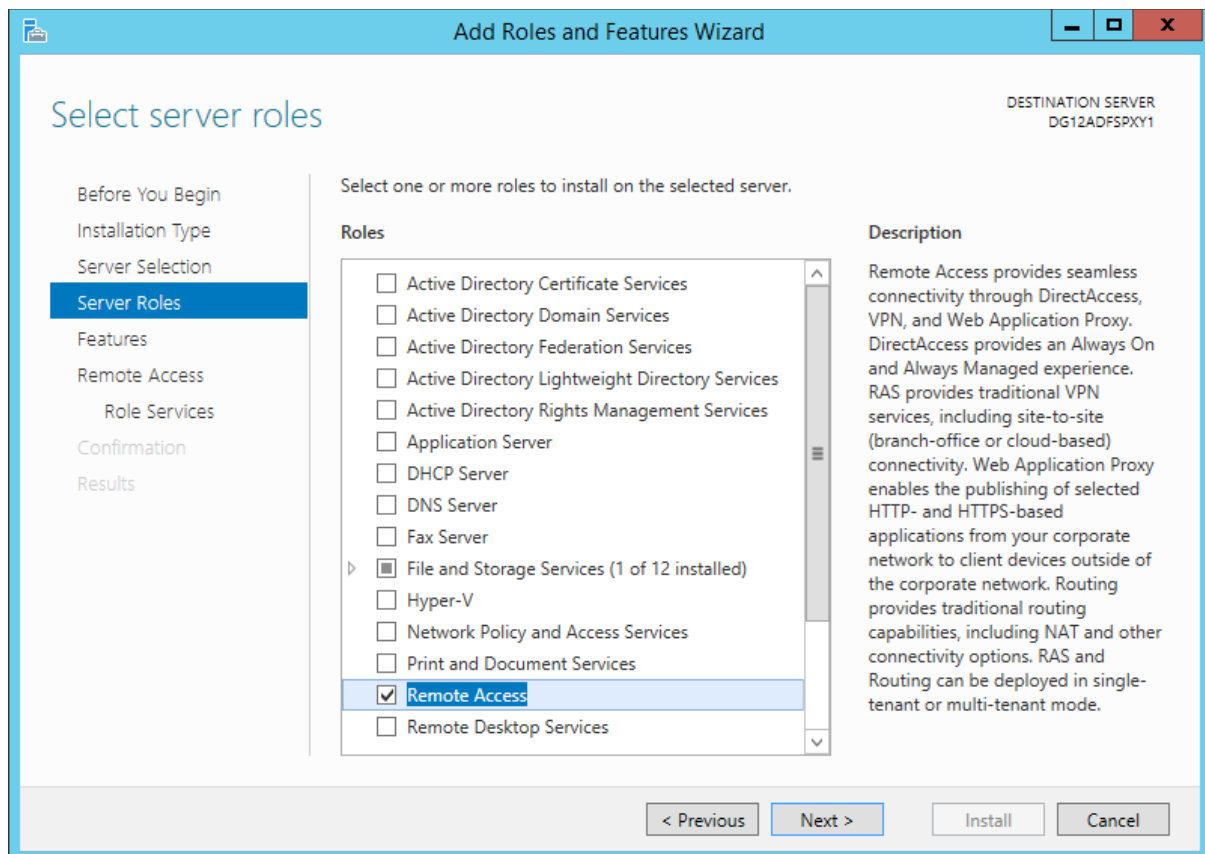 Add Roles and Features Wizard
Select server roles
DESTINATION SERVER
DG12ADFSPXY1
Before You Begin
Installation Type
Server Selection
Server Roles
Features
Remote Access
Role Services
Confirmation
Results
Select one or more roles to install on the selected server.
Roles
Active Directory Certificate Services
Active Directory Domain Services
Active Directory Federation Services
Active Directory Lightweight Directory Services
Active Directory Rights Management Services
Application Server
DHCP Server
DNS Server
Fax Server
File and Storage Services (1 of 12 installed)
Hyper-V
Network Policy and Access Services
Print and Document Services
Remote Access
Remote Desktop Services
Description
Remote Access provides seamless
connectivity through DirectAccess,
VPN, and Web Application Proxy.
DirectAccess provides an Always On
and Always Managed experience.
RAS provides traditional VPN
services, including site-to-site
(branch-office or cloud-based)
connectivity. Web Application Proxy
enables the publishing of selected
HTTP- and HTTPS-based
applications from your corporate
network to client devices outside of
the corporate network. Routing
provides traditional routing
capabilities, including NAT and other
connectivity options. RAS and
Routing can be deployed in single-
tenant or multi-tenant mode.
< Previous
Next >
Install
Cancel